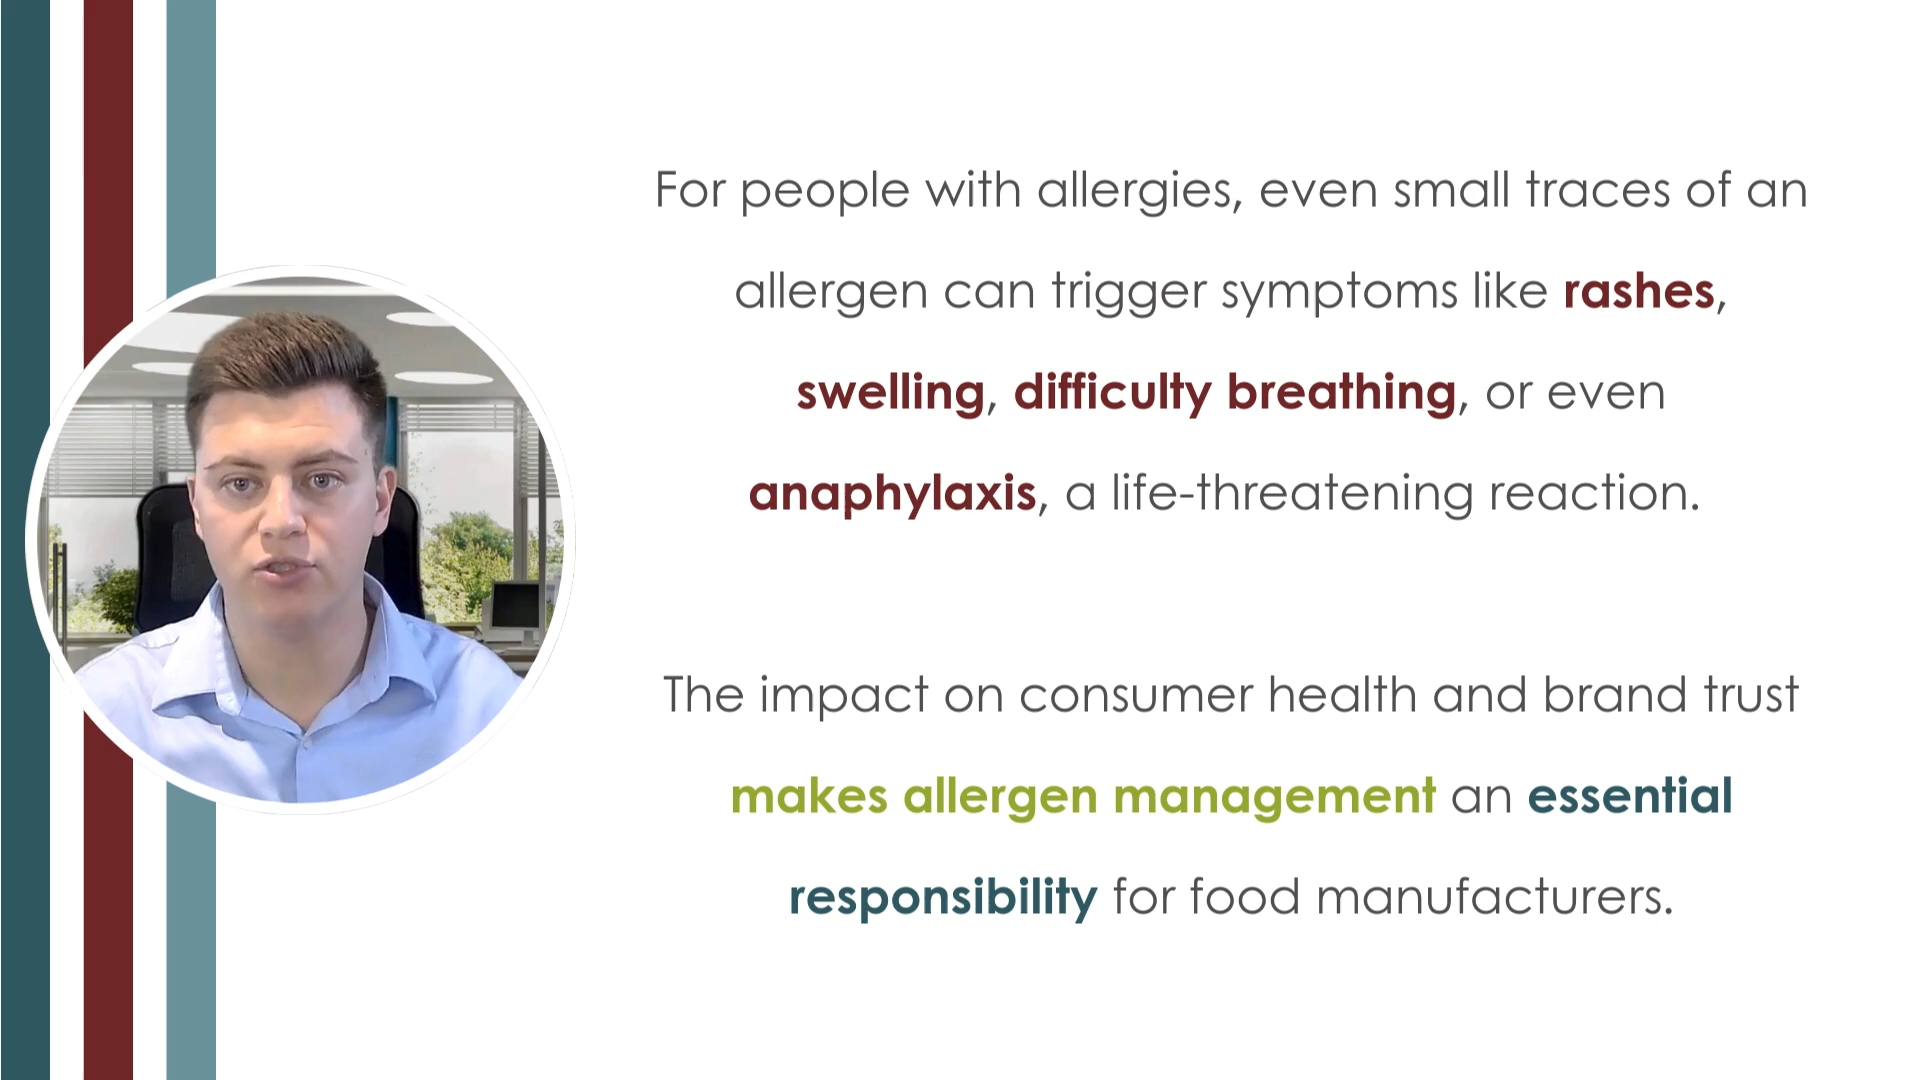 For people with allergies, even small traces of an
allergen can trigger symptoms like rashes,
swelling, difficulty breathing, or even
anaphylaxis, a life-threatening reaction.
The impact on consumer health and brand trust
makes allergen management an essential
responsibility for food manufacturers.